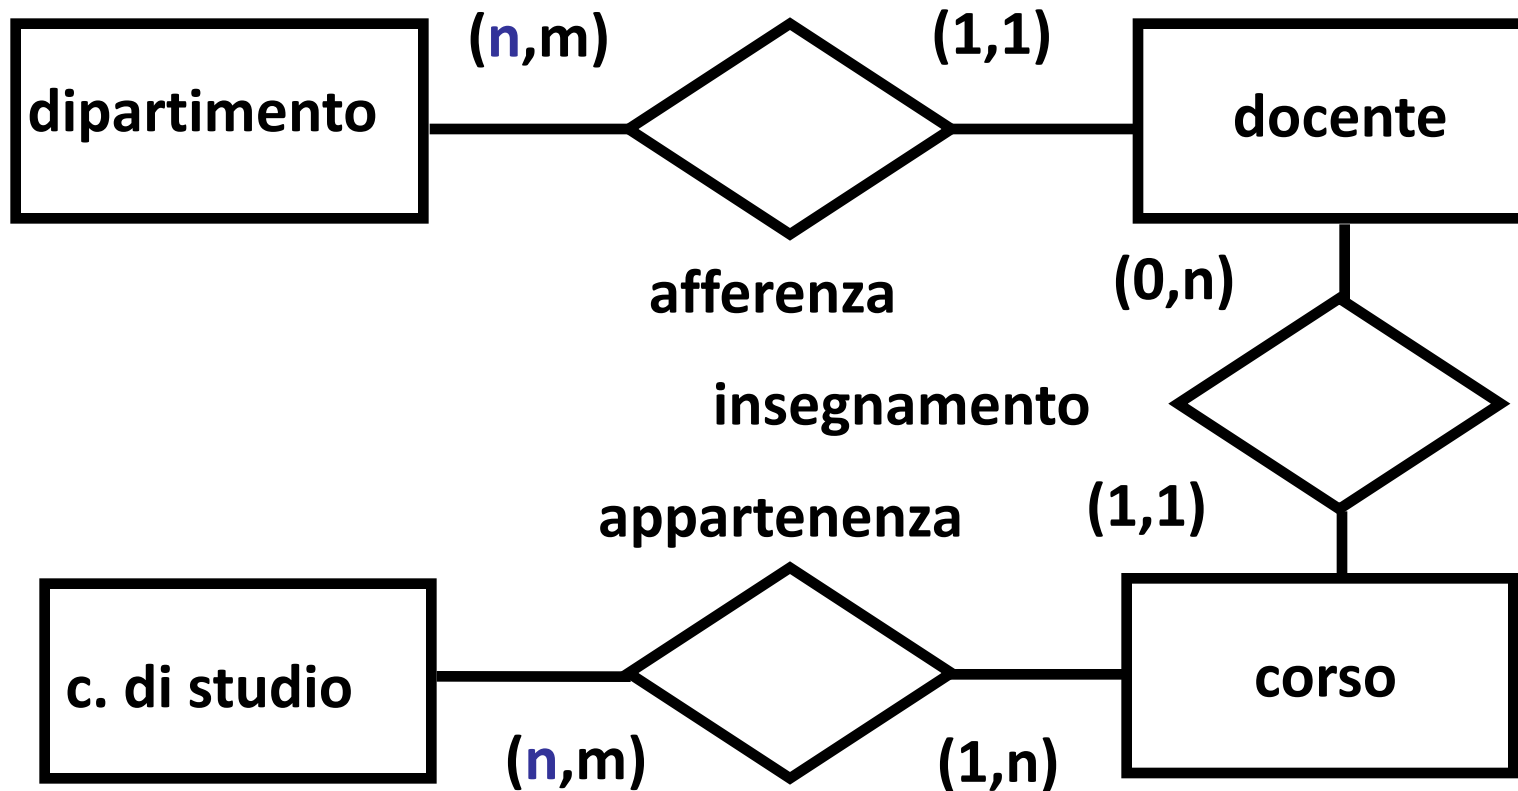 (n,m)
(1,1)
dipartimento
docente
afferenza
(0,n)
insegnamento
(1,1)
appartenenza
c. di studio
corso
(n,m)
(1,n)